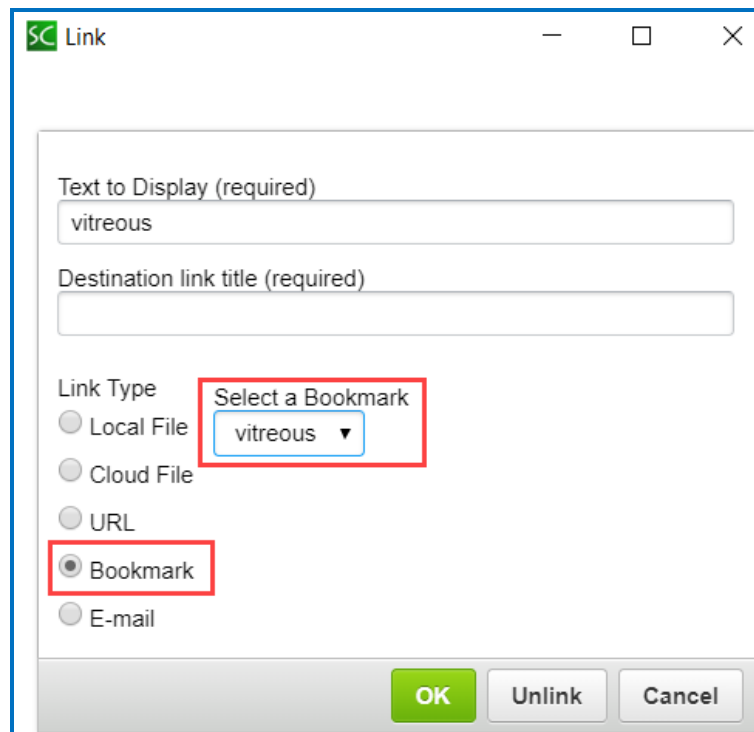 SC Link
Text to Display (required)
vitreous
Destination link title (required)
Link Type
Select a Bookmark
Local File
vitreous
Cloud File
URL
Bookmark
E-mail
OK Unlink Cancel